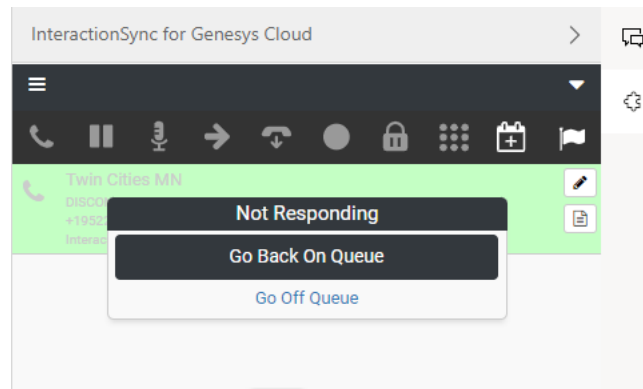 InteractionSync for Genesys Cloud
Twin Cities MN
Not Responding
Go Back On Queue
Go Off Queue